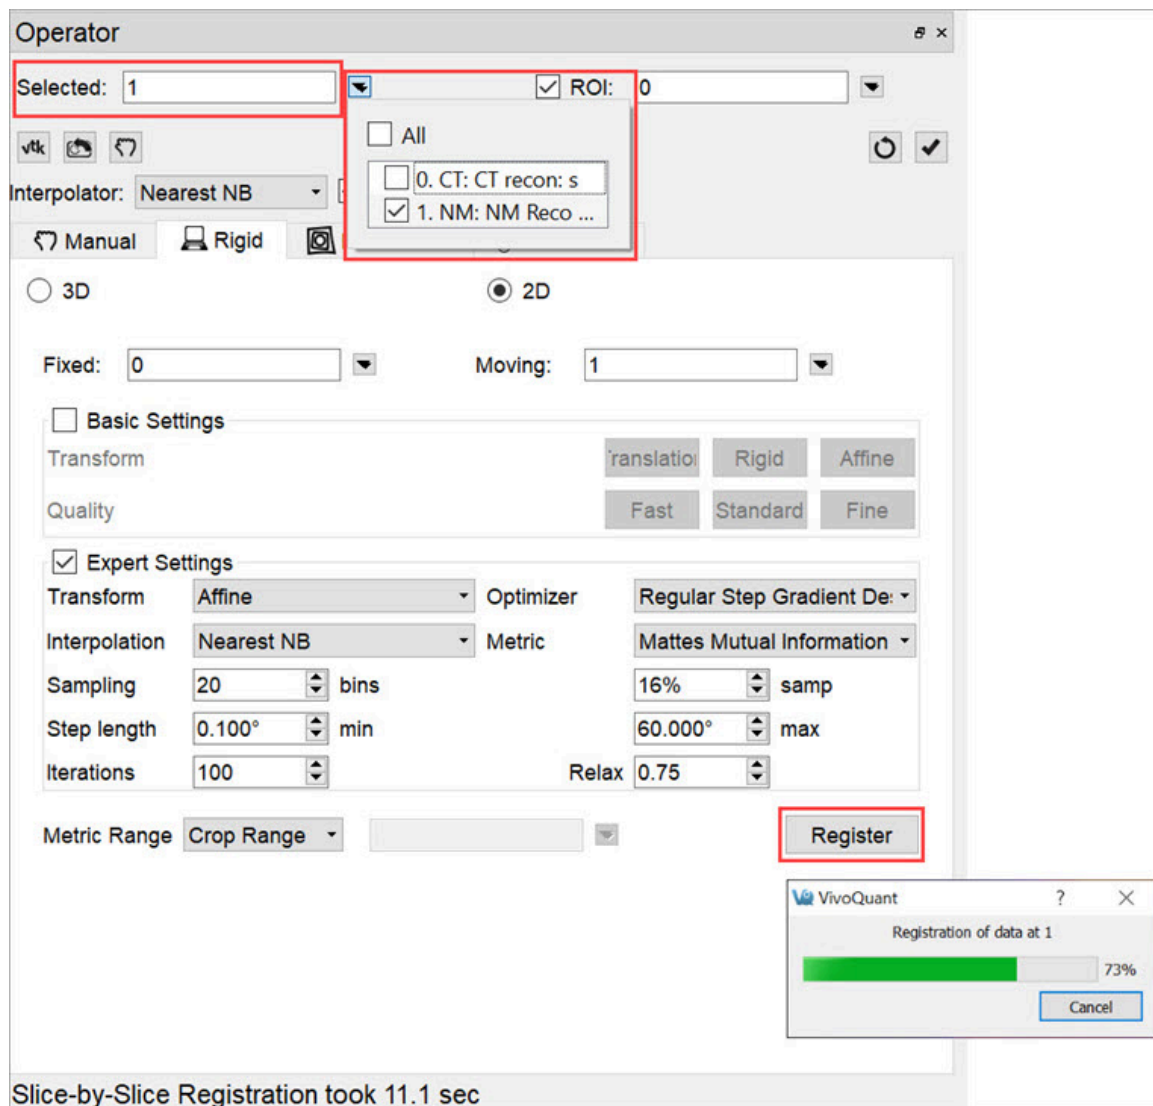 Operator
Selected: 1 ROI: 0
All
vtk
0. CT: CT recon: s
Interpolator: Nearest NB
1. NM: NM Reco ...
Manual Rigid
3D 2D
Fixed: 0 Moving: 1
Basic Settings
Transform Rigid Affine
Quality Fast Standard Fine
Expert Settings
Transform Affine Optimizer Regular Step Gradient De
Interpolation Nearest NB Metric Mattes Mutual Information
Sampling 20 bins 16% samp
Step length 0.100° min 60.000° max
Iterations 100 Relax 0.75
Metric Range Crop Range Register
VivoQuant ?
Registration of data at 1
73%
Cancel
Slice-by-Slice Registration took 11.1 sec